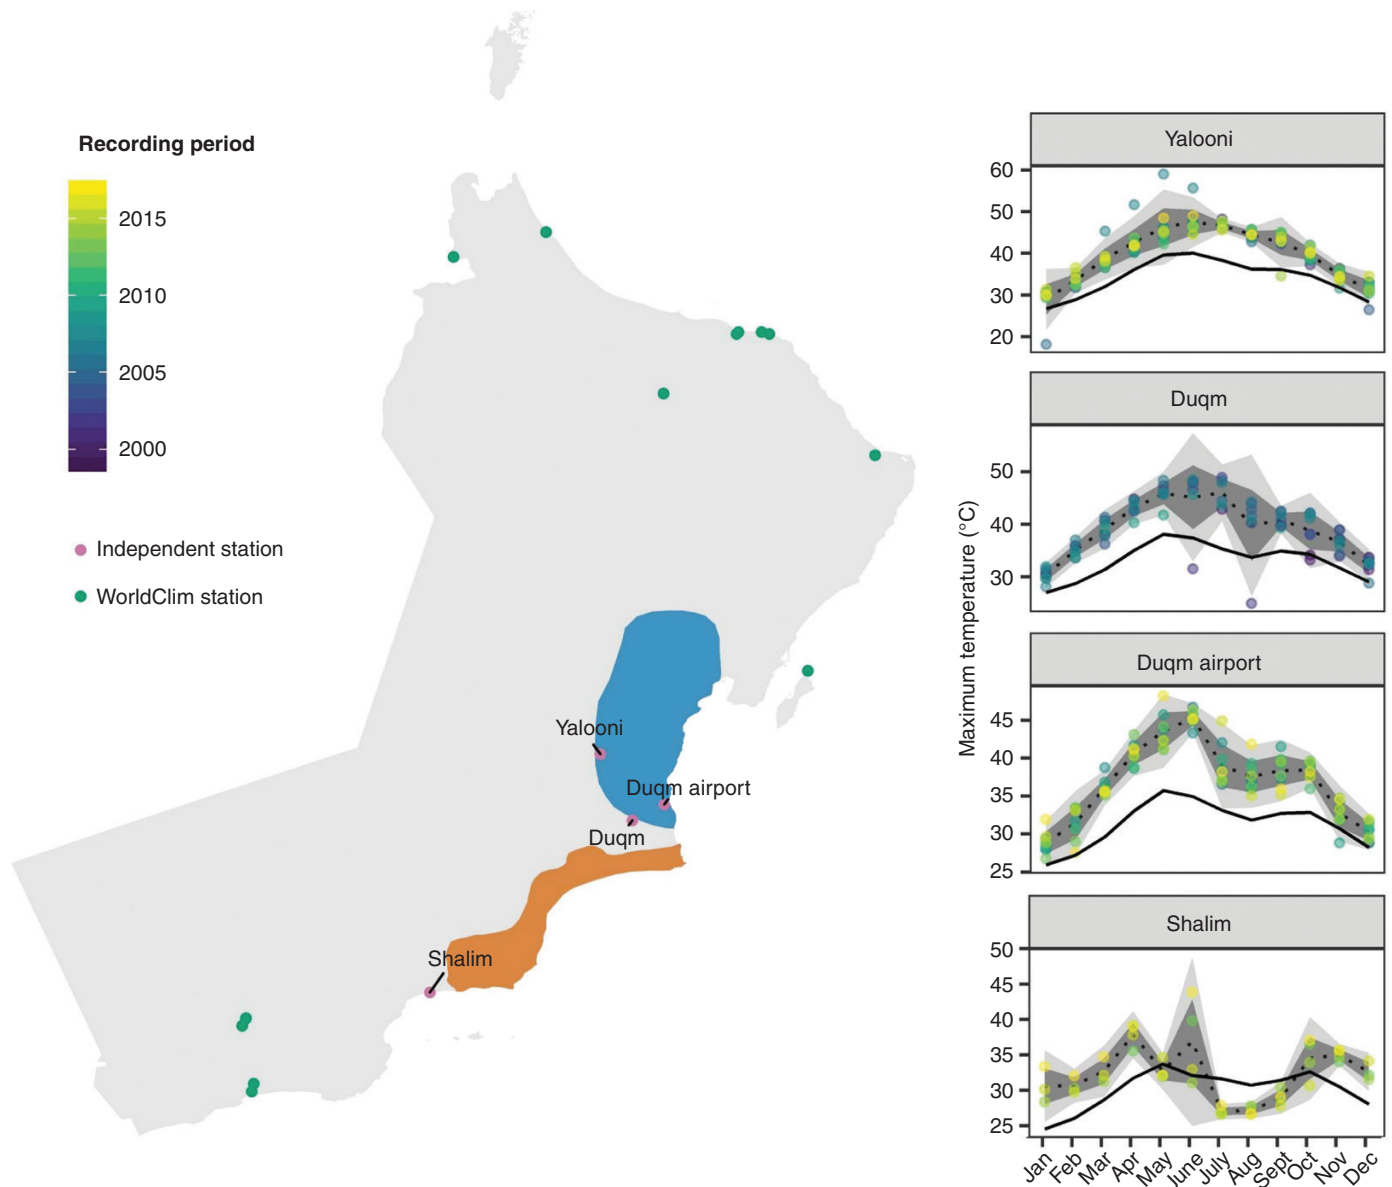 Recording period
2015
2010
2005
2000
Independent station
WorldClim station
Yalooni
Duqm airport
Duqm
Shalim
Maximum temperature (°C)
Yalooni
60
50
40
30
20
Duqm
50
40
30
Duqm airport
45
40
35
30
25
Shalim
50
45
40
35
30
25
Jan Feb Mar Apr May June July Aug Sept Oct Nov Dec